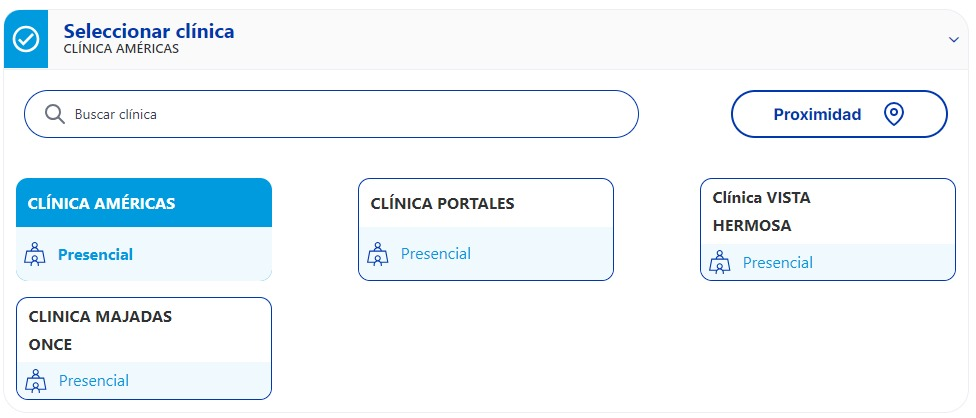 Seleccionar clínica
CLÍNICA AMÉRICAS
Buscar clínica
Proximidad
CLÍNICA AMÉRICAS
Presencial
CLÍNICA PORTALES
Presencial
Clínica VISTA
HERMOSA
Presencial
CLINICA MAJADAS
ONCE
Presencial